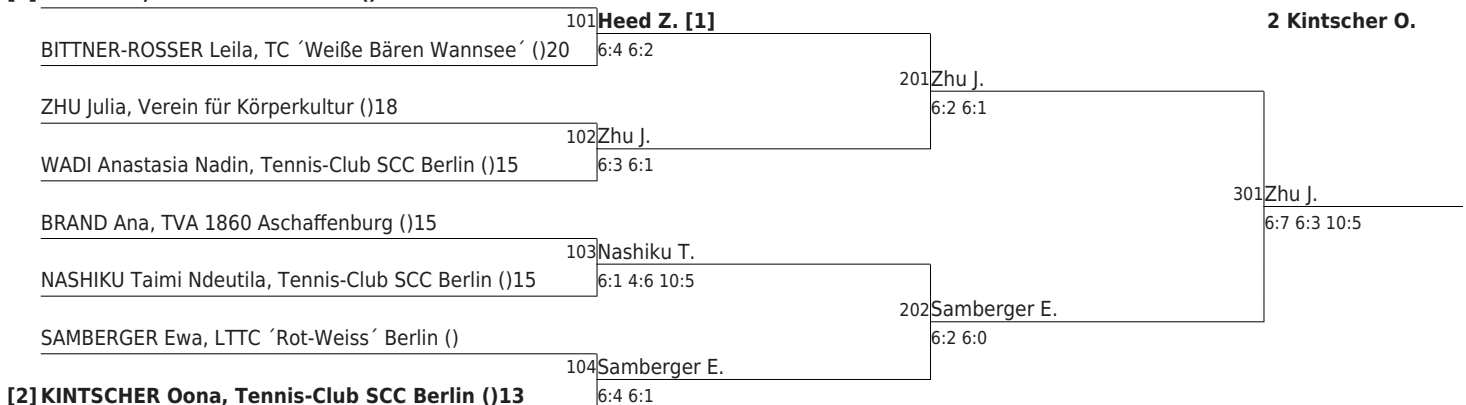 101 Heed Z. [1]
2 Kintscher O.
BITTNER-ROSSER Leila, TC ´Weiße Bären Wannsee´ ()20
6:4 6:2
201 Zhu J.
ZHU Julia, Verein für Körperkultur ()18
6:2 6:1
102 Zhu J.
WADI Anastasia Nadin, Tennis-Club SCC Berlin ()15
6:3 6:1
301 Zhu J.
BRAND Ana, TVA 1860 Aschaffenburg ()15
6:7 6:3 10:5
103 Nashiku T.
NASHIKU Taimi Ndeutila, Tennis-Club SCC Berlin ()15
6:1 4:6 10:5
202 Samberger E.
SAMBERGER Ewa, LTTC ´Rot-Weiss´ Berlin ()
6:2 6:0
104 Samberger E.
[2] KINTSCHER Oona, Tennis-Club SCC Berlin ()13
6:4 6:1